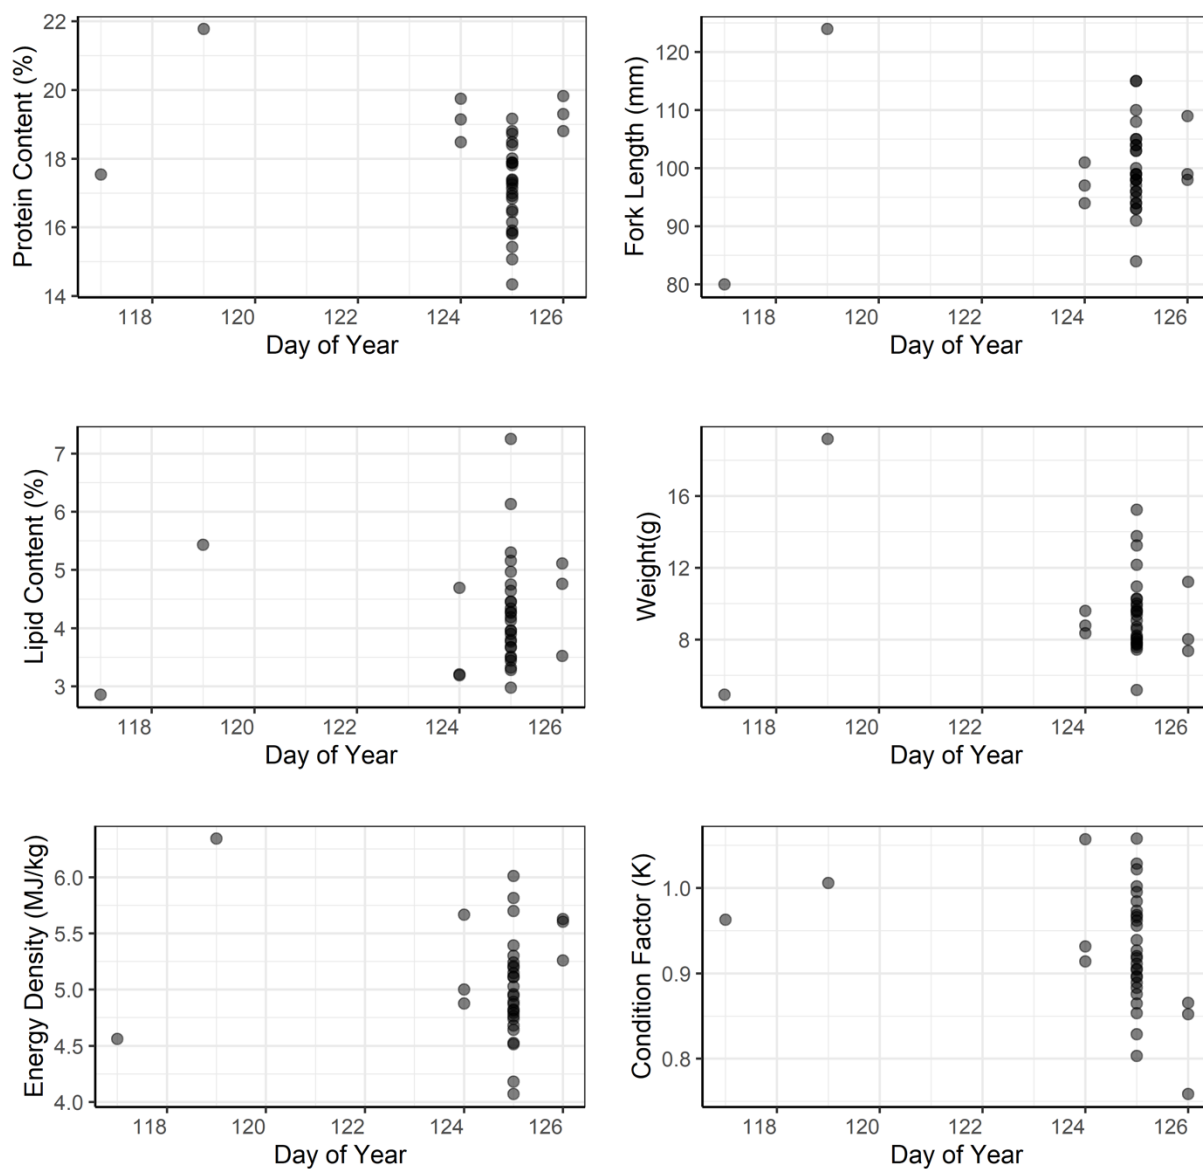 Protein Content (%)
22
20
18
16
14
118 120 122 124 126
Day of Year
Fork Length (mm)
120
110
100
90
80
118 120 122 124 126
Day of Year
Lipid Content (%)
7
6
5
4
3
118 120 122 124 126
Day of Year
Weight(g)
16
12
8
118 120 122 124 126
Day of Year
Energy Density (MJ/kg)
6.0
5.5
5.0
4.5
4.0
118 120 122 124 126
Day of Year
Condition Factor (K)
1.0
0.9
0.8
118 120 122 124 126
Day of Year